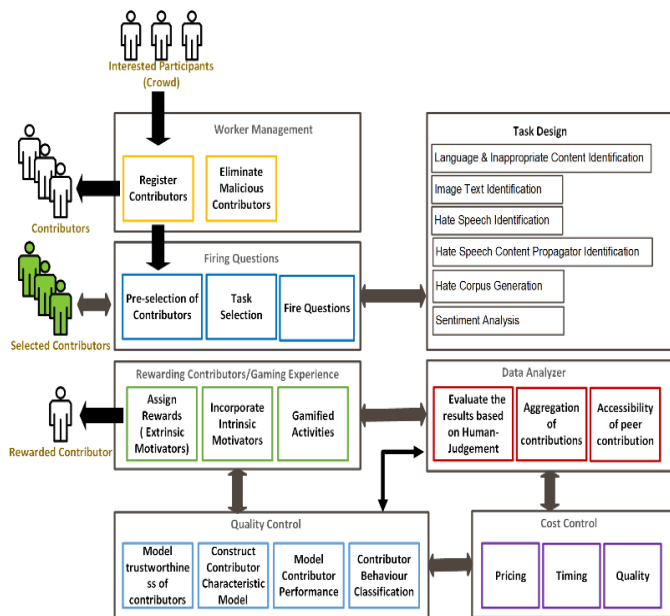 Interested Participants
(Crowd)
Worker Management
Register
Contributors
Eliminate
Malicious
Contributors
Contributors
Task Design
Language & Inappropriate Content Identification
Image Text Identification
Hate Speech Identification
Hate Speech Content Propagator Identification
Hate Corpus Generation
Sentiment Analysis
Firing Questions
Pre-selection of
Contributors
Task
Selection
Fire Questions
Selected Contributors
Rewarding Contributors/Gaming Experience
Assign
Rewards
( Extrinsic
Motivators)
Incorporate
Intrinsic
Motivators
Gamified
Activities
Rewarded Contributor
Data Analyzer
Evaluate the
results based
on Human-
Judgement
Aggregation
of
contributions
Accessibility
of peer
contribution
Quality Control
Model
trustworthine
ss of
contributors
Construct
Contributor
Characteristic
Model
Model
Contributor
Performance
Contributor
Behaviour
Classification
Cost Control
Pricing
Timing
Quality